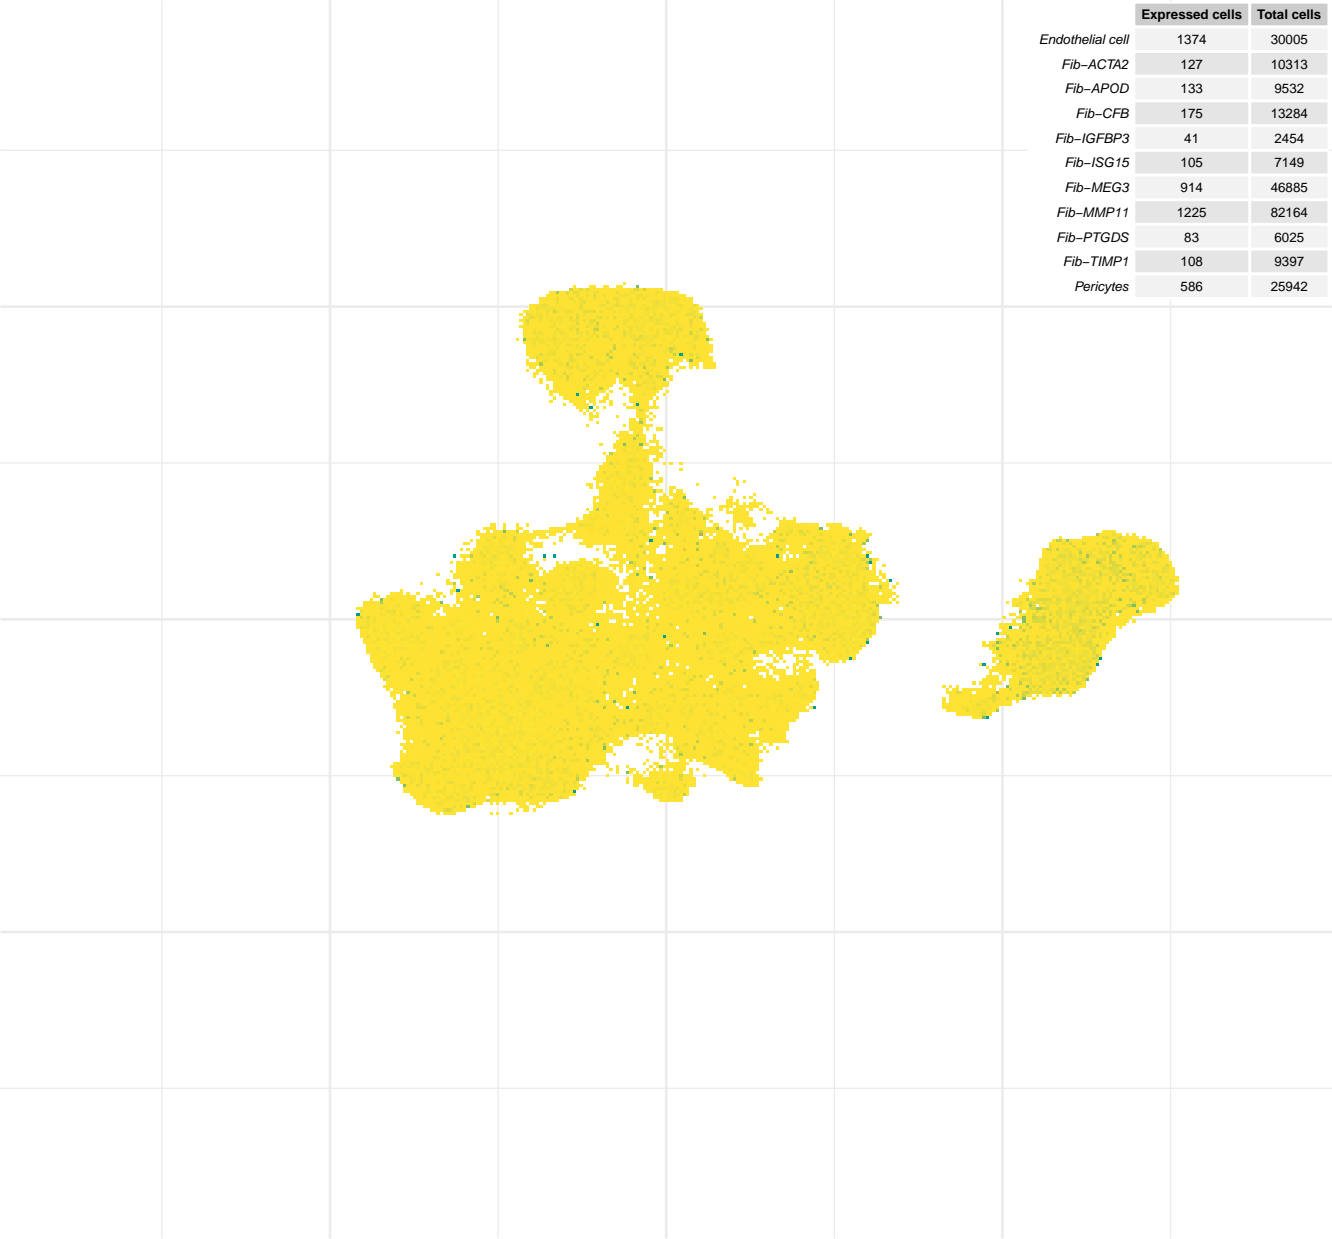 Expressed cells Total cells
Endothelial cell 1374 30005
Fib−ACTA2 127 10313
Fib−APOD 133 9532
Fib−CFB 175 13284
Fib−IGFBP3 41 2454
Fib−ISG15 105 7149
Fib−MEG3 914 46885
Fib−MMP11 1225 82164
Fib−PTGDS 83 6025
Fib−TIMP1 108 9397
Pericytes 586 25942